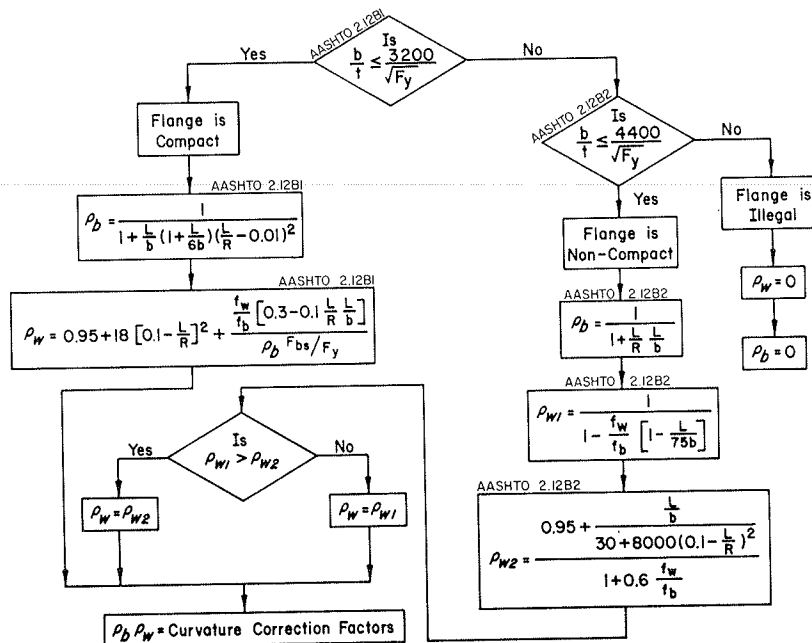 AASHTO 2.12B1
Is
b/t ≤ 3200/√Fy
Yes
No
Flange is
Compact
AASHTO 2.12B1
ρb = 1/(1 + L/b (1 + L/6b)(L/R − 0.01)²)
AASHTO 2.12B1
ρw = 0.95 + 18 [0.1 − L/R]² + (fw/fb [0.3 − 0.1 L/R L/b])/(ρb Fbs/Fy)
AASHTO 2.12B2
Is
b/t ≤ 4400/√Fy
No
Yes
Flange is
Illegal
ρw = 0
ρb = 0
Flange is
Non-Compact
AASHTO 2.12B2
ρb = 1/(1 + L/R L/b)
AASHTO 2.12B2
ρw1 = 1/(1 − fw/fb [1 − L/75b])
AASHTO 2.12B2
ρw2 = (0.95 + (L/b)/(30 + 8000(0.1 − L/R)²))/(1 + 0.6 fw/fb)
Is
ρw1 > ρw2
Yes
No
ρw = ρw2
ρw = ρw1
ρb ρw = Curvature Correction Factors